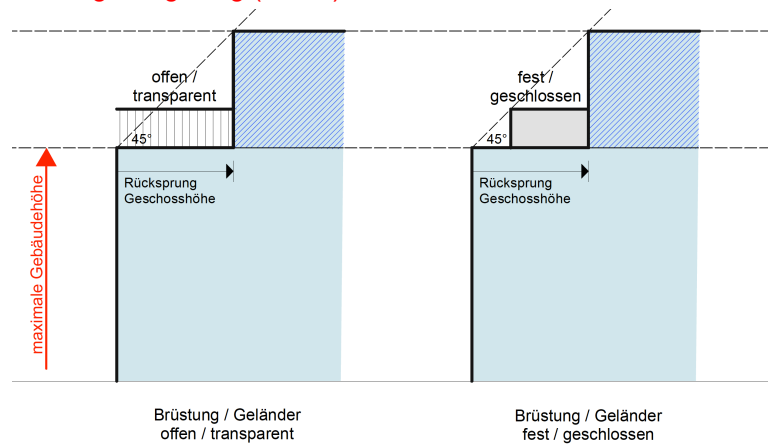 offen /
transparent
45°
Rücksprung
Geschosshöhe
maximale Gebäudehöhe
Brüstung / Geländer
offen / transparent
fest /
geschlossen
45°
Rücksprung
Geschosshöhe
Brüstung / Geländer
fest / geschlossen